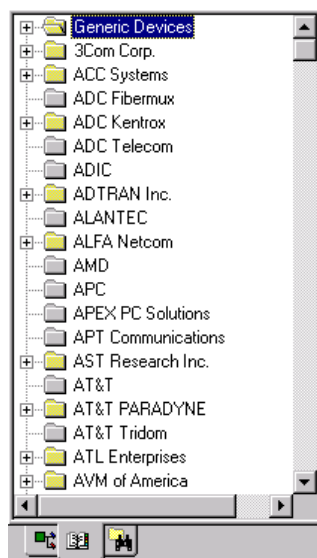 Generic Devices
3Com Corp.
ACC Systems
ADC Fibermux
ADC Kentrox
ADC Telecom
ADIC
ADTRAN Inc.
ALANTEC
ALFA Netcom
AMD
APC
APEX PC Solutions
APT Communications
AST Research Inc.
AT&T
AT&T PARADYNE
AT&T Tridom
ATL Enterprises
AVM of America